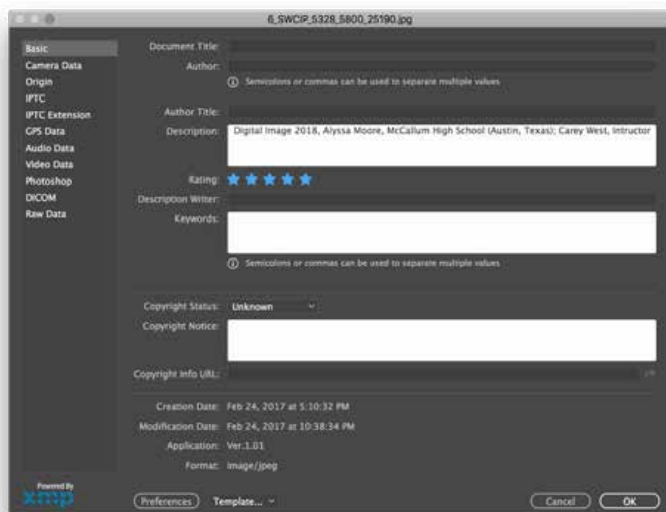 6_SWCIP_5328_5800_25190.jpg
Basic
Camera Data
Origin
IPTC
IPTC Extension
GPS Data
Audio Data
Video Data
Photoshop
DICOM
Raw Data
Document Title:
Author:
Semicolons or commas can be used to separate multiple values
Author Title:
Description: Digital Image 2018, Alyssa Moore, McCallum High School (Austin, Texas); Carey West, Intructor
Rating:
Description Writer:
Keywords:
Semicolons or commas can be used to separate multiple values
Copyright Status: Unknown
Copyright Notice:
Copyright Info URL:
Creation Date: Feb 24, 2017 at 5:10:32 PM
Modification Date: Feb 24, 2017 at 10:38:34 PM
Application: Ver.1.01
Format: image/jpeg
Powered By
xmp
Preferences Template... Cancel OK